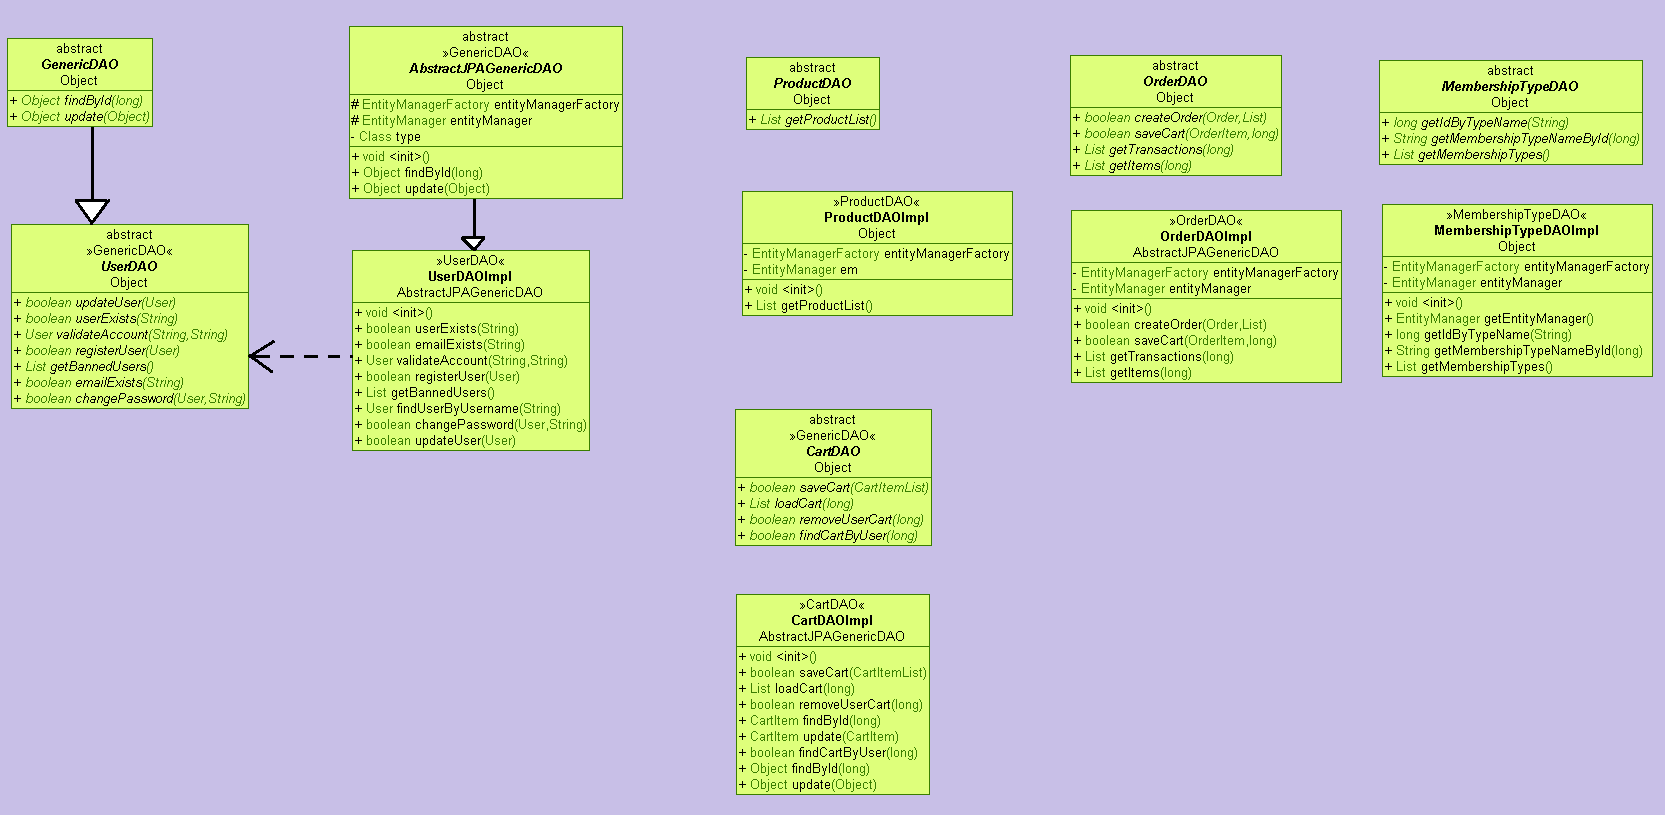 abstract
GenericDAO
Object
+ Object findById(long)
+ Object update(Object)
abstract
»GenericDAO«
UserDAO
Object
+ boolean updateUser(User)
+ boolean userExists(String)
+ User validateAccount(String,String)
+ boolean registerUser(User)
+ List getBannedUsers()
+ boolean emailExists(String)
+ boolean changePassword(User,String)
abstract
»GenericDAO«
AbstractJPAGenericDAO
Object
# EntityManagerFactory entityManagerFactory
# EntityManager entityManager
- Class type
+ void <init>()
+ Object findById(long)
+ Object update(Object)
»UserDAO«
UserDAOImpl
AbstractJPAGenericDAO
+ void <init>()
+ boolean userExists(String)
+ boolean emailExists(String)
+ User validateAccount(String,String)
+ boolean registerUser(User)
+ List getBannedUsers()
+ User findUserByUsername(String)
+ boolean changePassword(User,String)
+ boolean updateUser(User)
abstract
ProductDAO
Object
+ List getProductList()
»ProductDAO«
ProductDAOImpl
Object
- EntityManagerFactory entityManagerFactory
- EntityManager em
+ void <init>()
+ List getProductList()
abstract
»GenericDAO«
CartDAO
Object
+ boolean saveCart(CartItemList)
+ List loadCart(long)
+ boolean removeUserCart(long)
+ boolean findCartByUser(long)
»CartDAO«
CartDAOImpl
AbstractJPAGenericDAO
+ void <init>()
+ boolean saveCart(CartItemList)
+ List loadCart(long)
+ boolean removeUserCart(long)
+ CartItem findById(long)
+ CartItem update(CartItem)
+ boolean findCartByUser(long)
+ Object findById(long)
+ Object update(Object)
abstract
OrderDAO
Object
+ boolean createOrder(Order,List)
+ boolean saveCart(OrderItem,long)
+ List getTransactions(long)
+ List getItems(long)
»OrderDAO«
OrderDAOImpl
AbstractJPAGenericDAO
- EntityManagerFactory entityManagerFactory
- EntityManager entityManager
+ void <init>()
+ boolean createOrder(Order,List)
+ boolean saveCart(OrderItem,long)
+ List getTransactions(long)
+ List getItems(long)
abstract
MembershipTypeDAO
Object
+ long getIdByTypeName(String)
+ String getMembershipTypeNameById(long)
+ List getMembershipTypes()
»MembershipTypeDAO«
MembershipTypeDAOImpl
Object
- EntityManagerFactory entityManagerFactory
- EntityManager entityManager
+ void <init>()
+ EntityManager getEntityManager()
+ long getIdByTypeName(String)
+ String getMembershipTypeNameById(long)
+ List getMembershipTypes()